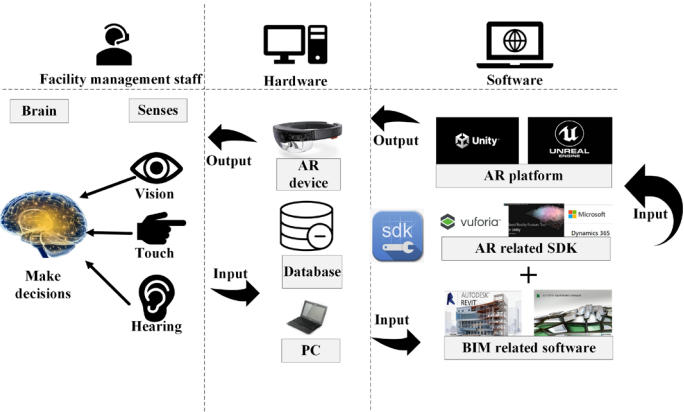 Facility management staff
Hardware
Software
Brain
Senses
Vision
Touch
Hearing
Make
decisions
Output
Input
AR
device
Database
PC
Output
Input
Unity
UNREAL
ENGINE
AR platform
Input
sdk
vuforia
Microsoft
Dynamics 365
AR related SDK
+
AUTODESK
REVIT
BIM related software